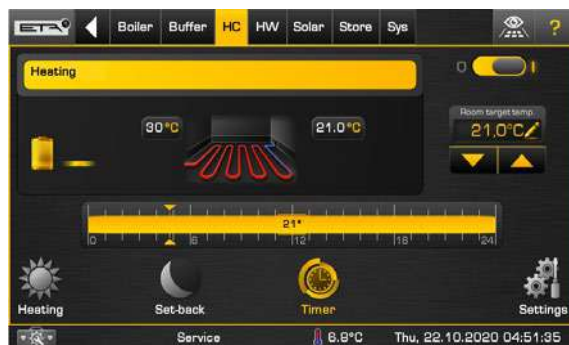 ETA
Boiler Buffer HC HW Solar Store Sys ?
Heating
O I
30°C
21.0°C
Room target temp.
21,0°C
21°
0 6 12 18 24
Heating
Set-back
Timer
Settings
Service 6.8°C Thu, 22.10.2020 04:51:35